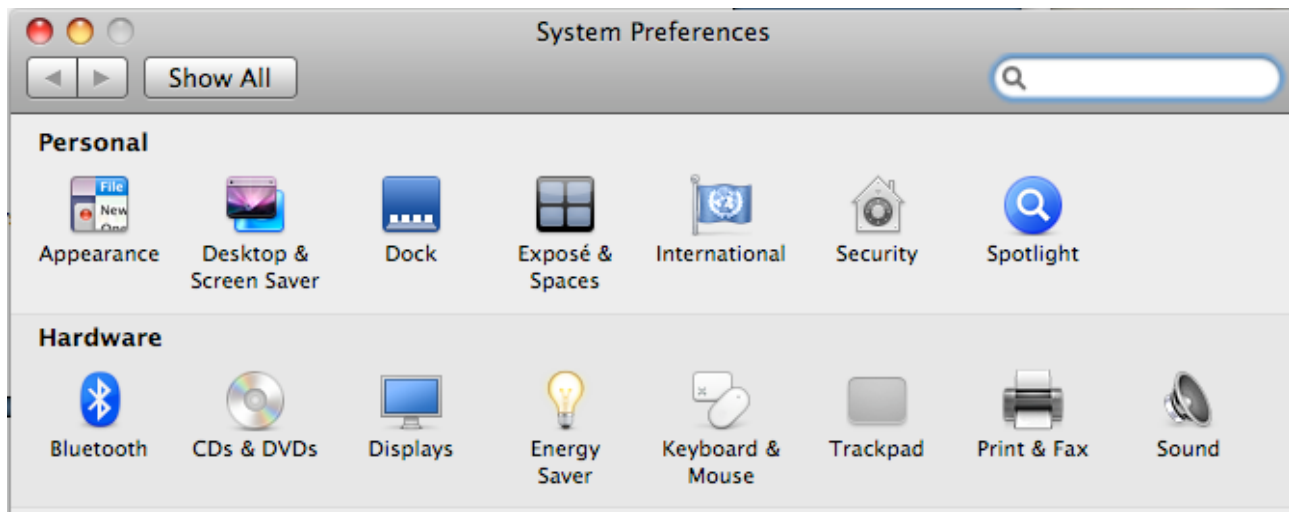 System Preferences
Show All
Personal
File
New
One
Appearance
Desktop &
Screen Saver
Dock
Exposé &
Spaces
International
Security
Spotlight
Hardware
Bluetooth
CDs & DVDs
Displays
Energy
Saver
Keyboard &
Mouse
Trackpad
Print & Fax
Sound